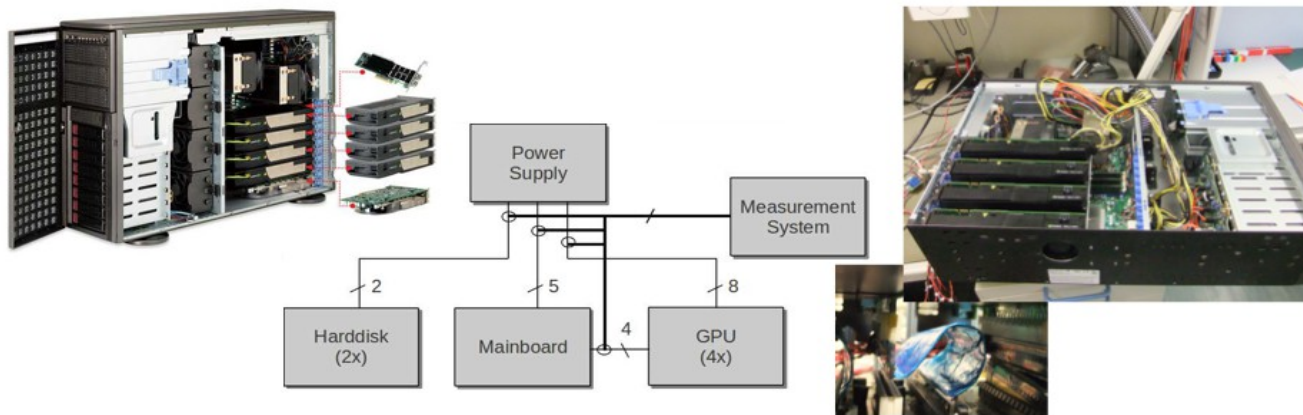 Power
Supply
Measurement
System
2
5
8
Harddisk
(2x)
Mainboard
4
GPU
(4x)